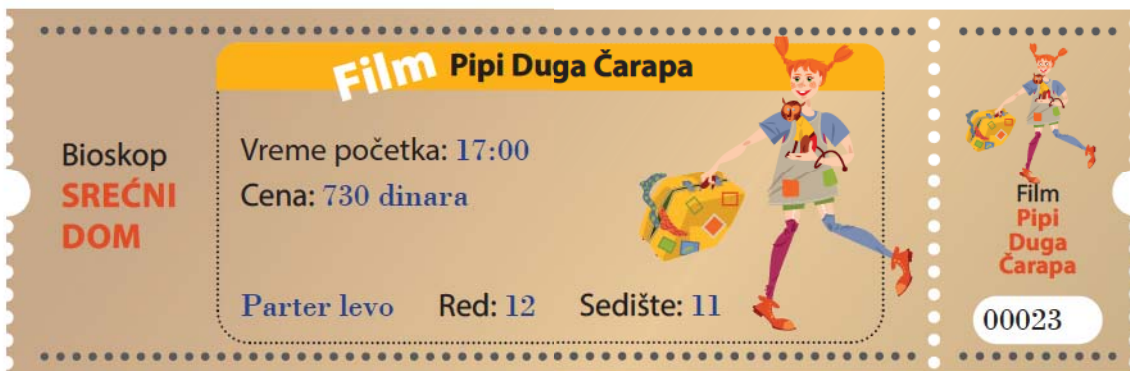 Bioskop
SREĆNI
DOM
Film Pipi Duga Čarapa
Vreme početka: 17:00
Cena: 730 dinara
Parter levo Red: 12 Sedište: 11
Film
Pipi
Duga
Čarapa
00023